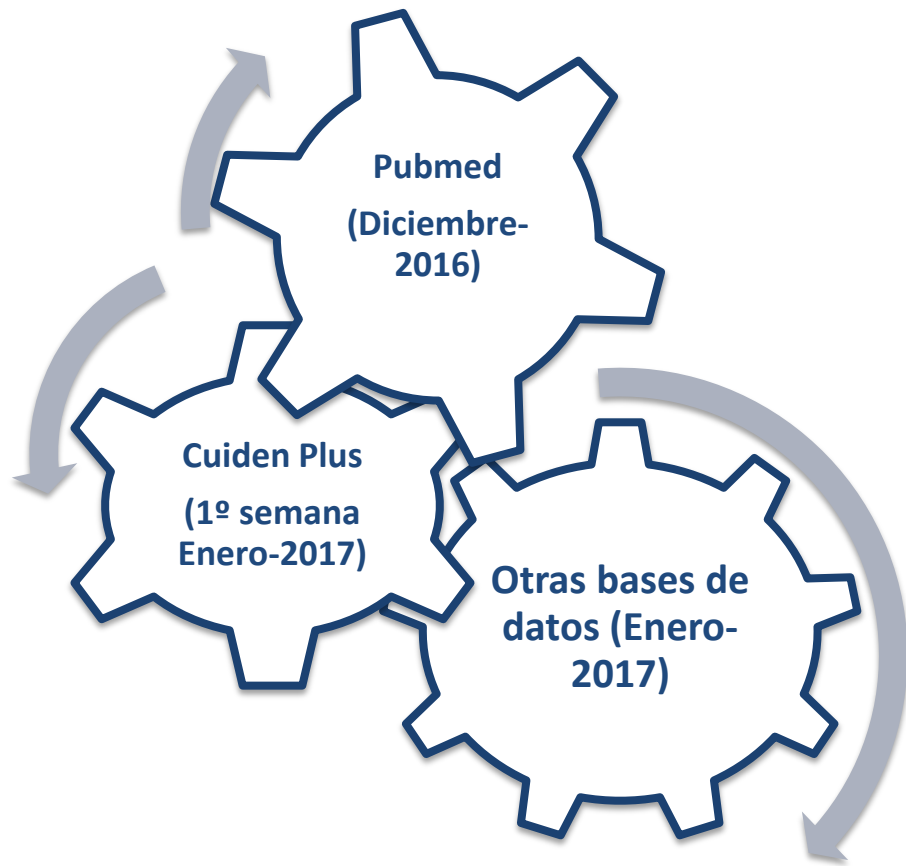 Pubmed
(Diciembre-
2016)
Cuiden Plus
(1º semana
Enero-2017)
Otras bases de
datos (Enero-
2017)